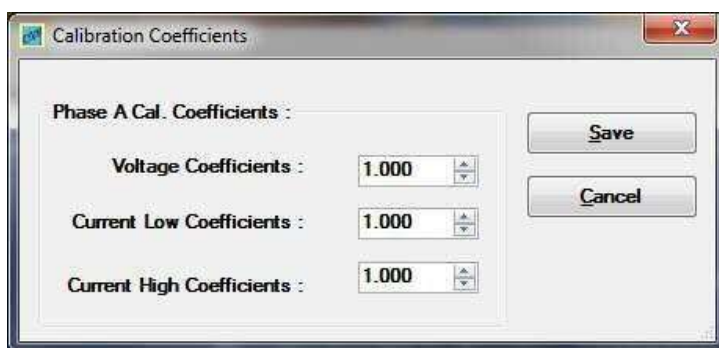 Calibration Coefficients
Phase A Cal. Coefficients :
Voltage Coefficients : 1.000
Current Low Coefficients : 1.000
Current High Coefficients : 1.000
Save
Cancel